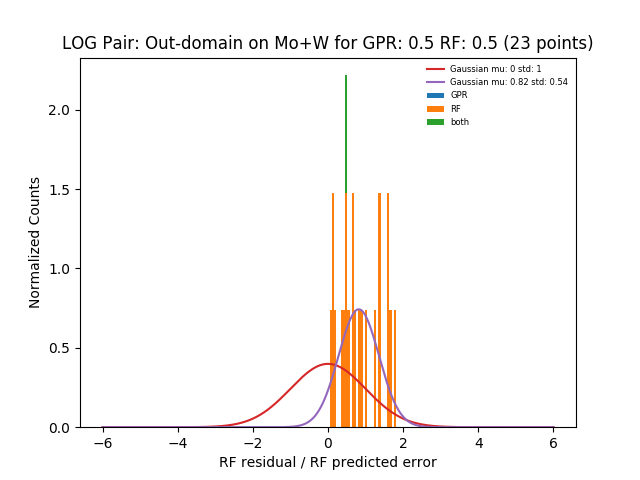 LOG Pair: Out-domain on Mo+W for GPR: 0.5 RF: 0.5 (23 points)
Gaussian mu: 0 std: 1
Gaussian mu: 0.82 std: 0.54
GPR
RF
both
Normalized Counts
2.0
1.5
1.0
0.5
0.0
−6 −4 −2 0 2 4 6
RF residual / RF predicted error